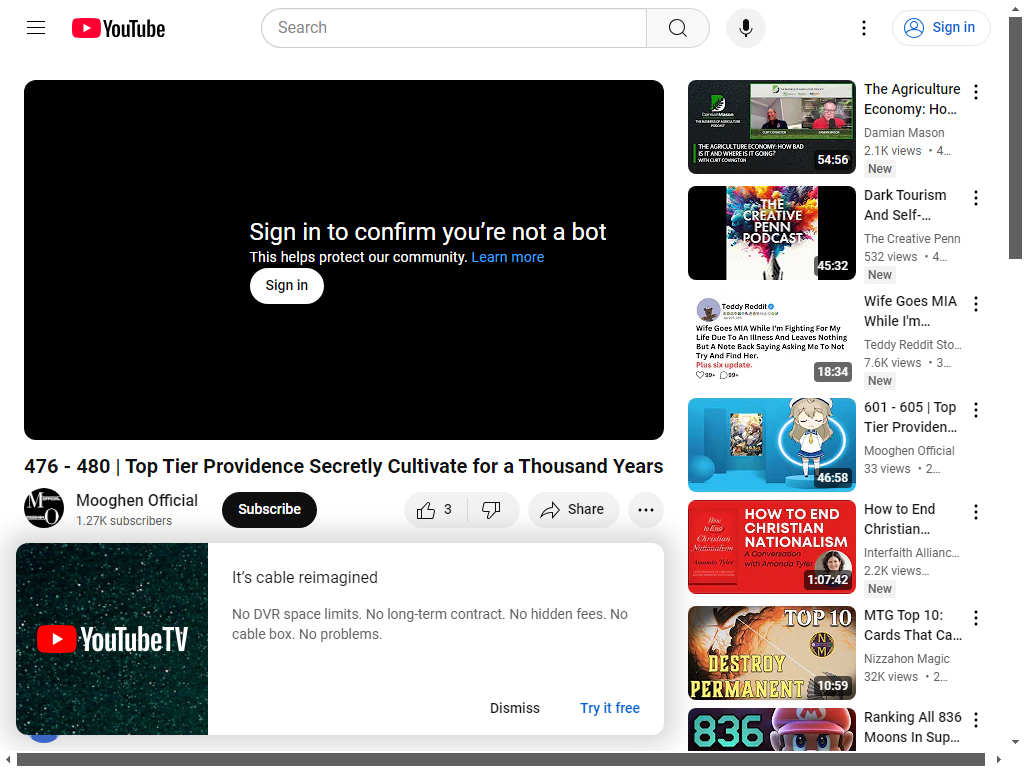 YouTube
Search
Sign in
Sign in to confirm you're not a bot
This helps protect our community. Learn more
Sign in
476 - 480 | Top Tier Providence Secretly Cultivate for a Thousand Years
Mooghen Official
1.27K subscribers
Subscribe
3
Share
YouTubeTV
It's cable reimagined
No DVR space limits. No long-term contract. No hidden fees. No
cable box. No problems.
Dismiss
Try it free
DamianMason
THE AGRICULTURE ECONOMY: HOW BAD
IS IT AND WHERE IS IT GOING?
WITH CURT COVINGTON
54:56
The Agriculture
Economy: Ho...
Damian Mason
2.1K views • 4...
New
THE
CREATIVE
PENN
PODCAST
45:32
Dark Tourism
And Self-...
The Creative Penn
532 views • 4...
New
Teddy Reddit
Wife Goes MIA While I'm Fighting For My
Life Due To An Illness And Leaves Nothing
But A Note Back Saying Asking Me To Not
Try And Find Her.
Plus six update.
99+ 99+
18:34
Wife Goes MIA
While I'm...
Teddy Reddit Sto...
7.6K views • 3...
New
46:58
601 - 605 | Top
Tier Providen...
Mooghen Official
33 views • 2...
How to End
Christian
Nationalism
Amanda Tyler
HOW TO END
CHRISTIAN
NATIONALISM
A Conversation
with Amanda Tyler
1:07:42
How to End
Christian...
Interfaith Allianc...
2.2K views...
New
TOP 10
NM
DESTROY
PERMANENT
10:59
MTG Top 10:
Cards That Ca...
Nizzahon Magic
32K views • 2...
836
Ranking All 836
Moons In Sup...